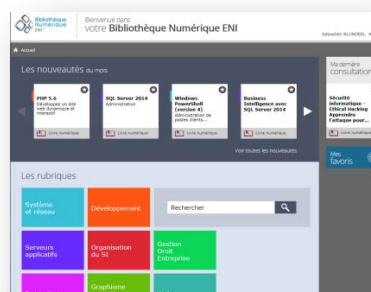 Bibliothèque
Numérique
ENI
Bienvenue dans
votre Bibliothèque Numérique ENI
Sébastien BLINDEL
Accueil
Les nouveautés du mois
PHP 5.6
Développez un site
web dynamique et
interactif
Livre numérique
SQL Server 2014
Administration
Livre numérique
Windows
PowerShell
(version 4)
Administration de
postes clients...
Livre numérique
Business
Intelligence avec
SQL Server 2014
Livre numérique
Voir toutes les nouveautés
Ma dernière
consultation
Sécurité
informatique -
Ethical Hacking
Apprendre
l'attaque pour...
Livre numérique
Mes
favoris
Les rubriques
Système
et réseau
Développement
Rechercher
Serveurs
applicatifs
Organisation
du SI
Gestion
Droit
Entreprise
Graphisme